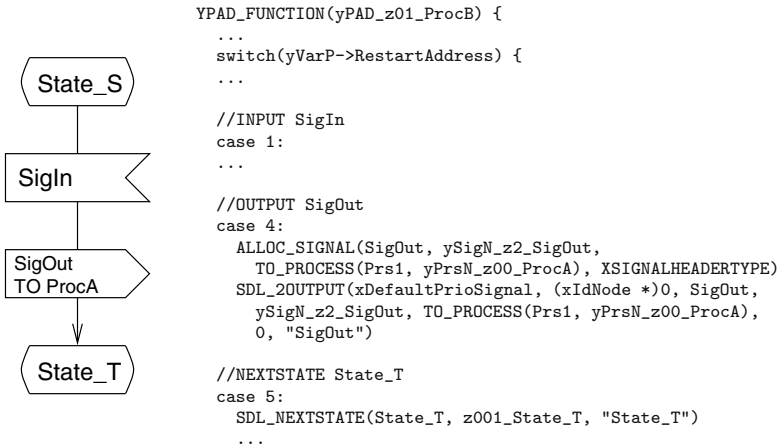 State_S
SigIn
SigOut
TO ProcA
State_T
YPAD_FUNCTION(yPAD_z01_ProcB) {
...
switch(yVarP->RestartAddress) {
...
//INPUT SigIn
case 1:
...
//OUTPUT SigOut
case 4:
ALLOC_SIGNAL(SigOut, ySigN_z2_SigOut,
TO_PROCESS(Prs1, yPrsN_z00_ProcA), XSIGNALHEADERTYPE)
SDL_2OUTPUT(xDefaultPrioSignal, (xIdNode *)0, SigOut,
ySigN_z2_SigOut, TO_PROCESS(Prs1, yPrsN_z00_ProcA),
0, "SigOut")
//NEXTSTATE State_T
case 5:
SDL_NEXTSTATE(State_T, z001_State_T, "State_T")
...